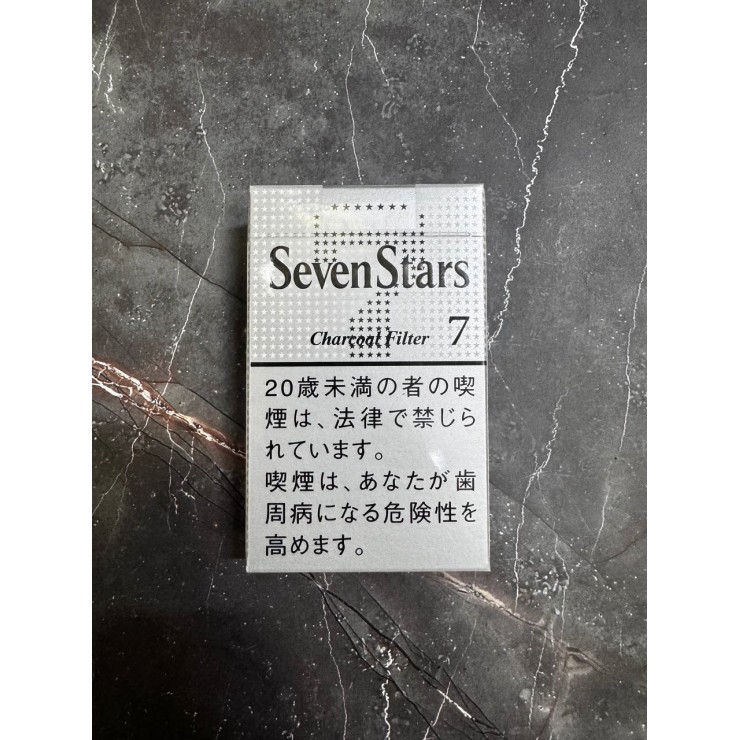 Seven Stars
Charcoal Filter 7
20歳未満の者の喫
煙は、法律で禁じら
れています。
喫煙は、あなたが歯
周病になる危険性を
高めます。